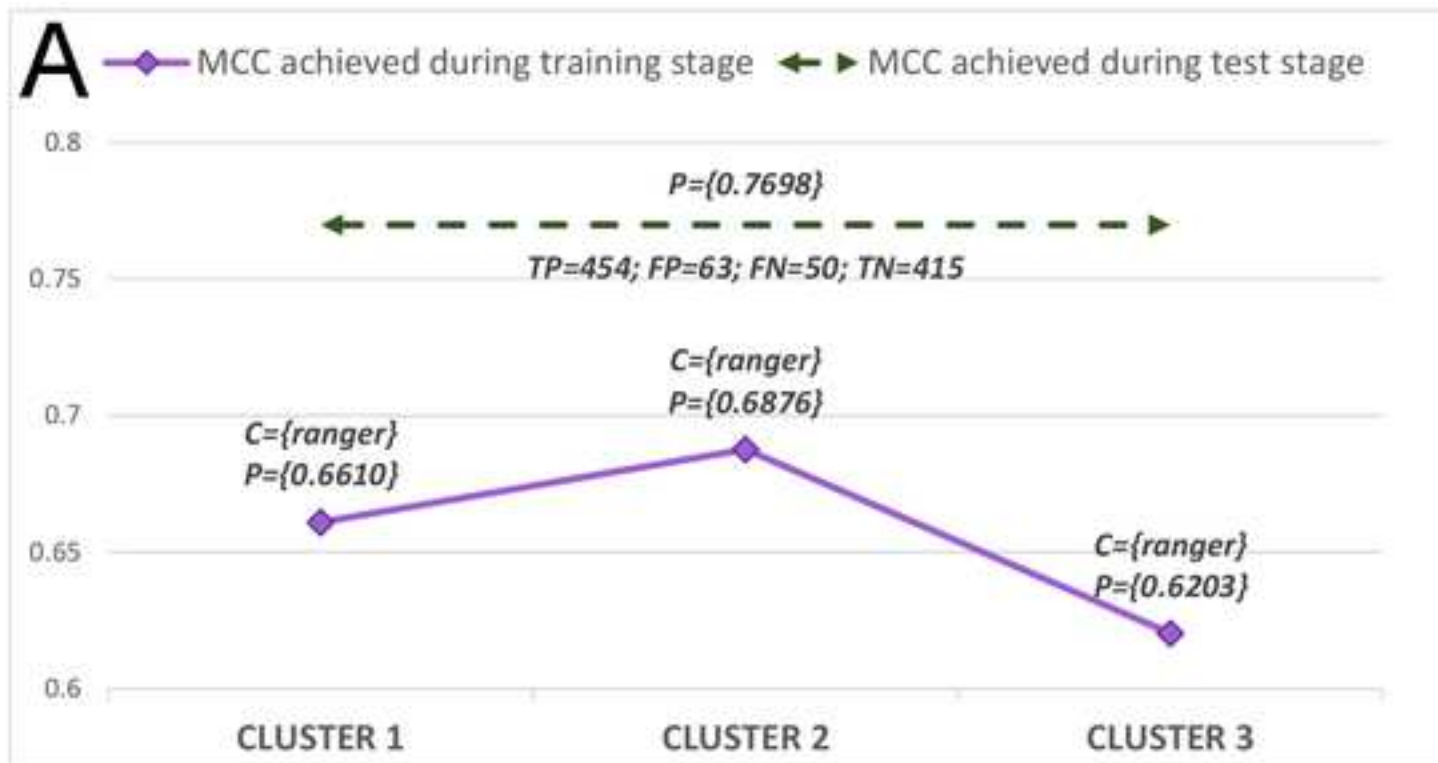 A
MCC achieved during training stage MCC achieved during test stage
0.8
P={0.7698}
TP=454; FP=63; FN=50; TN=415
0.75
C={ranger}
P={0.6876}
0.7
C={ranger}
P={0.6610}
C={ranger}
P={0.6203}
0.65
0.6
CLUSTER 1 CLUSTER 2 CLUSTER 3